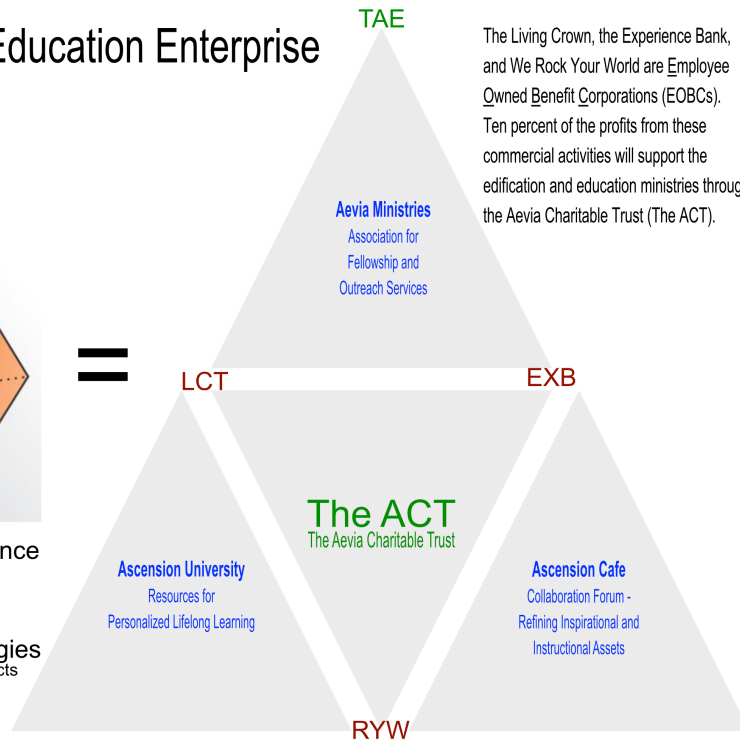 TAE
Education Enterprise
The Living Crown, the Experience Bank,
and We Rock Your World are Employee
Owned Benefit Corporations (EOBCs).
Ten percent of the profits from these
commercial activities will support the
edification and education ministries throug
the Aevia Charitable Trust (The ACT).
Aevia Ministries
Association for
Fellowship and
Outreach Services
=
LCT
EXB
The ACT
The Aevia Charitable Trust
nce
Ascension University
Resources for
Personalized Lifelong Learning
Ascension Cafe
Collaboration Forum -
Refining Inspirational and
Instructional Assets
gies
cts
RYW